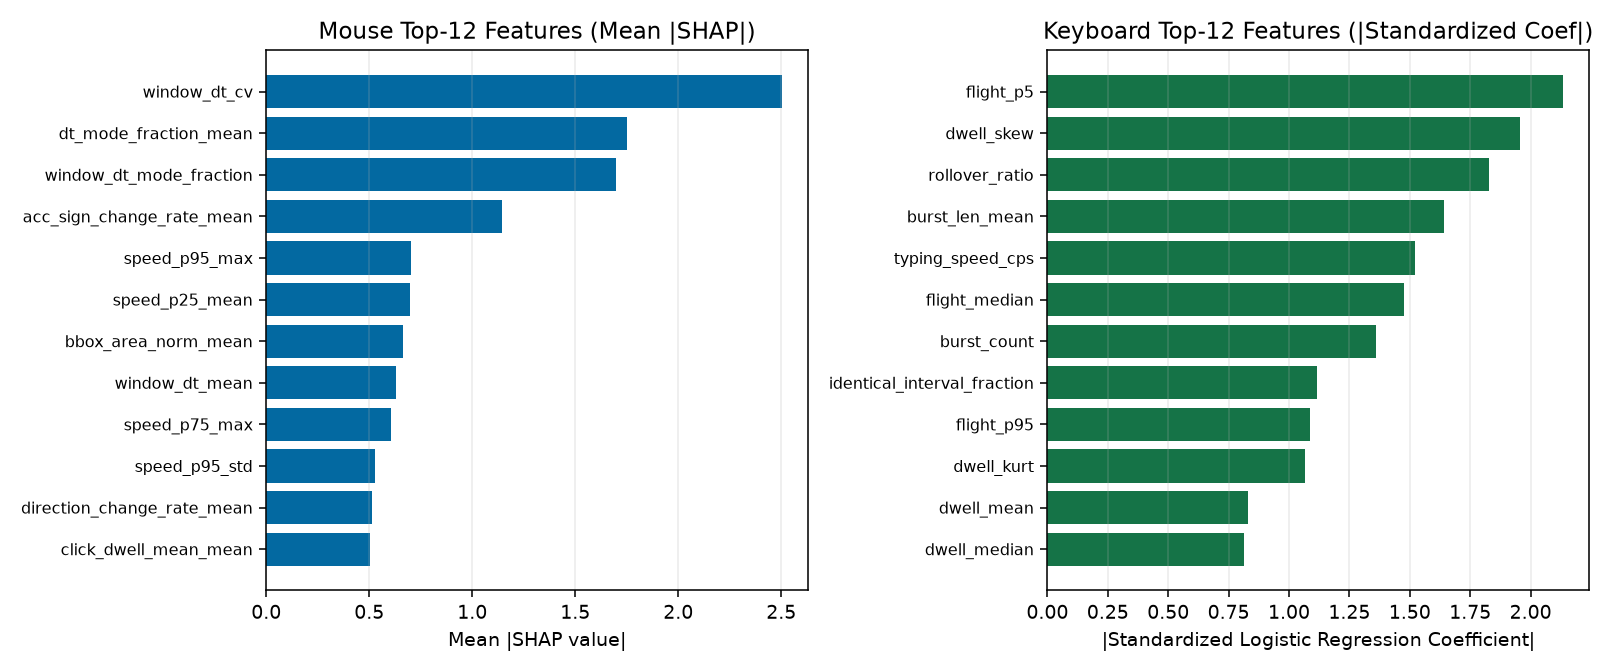 Mouse Top-12 Features (Mean |SHAP|)
window_dt_cv
dt_mode_fraction_mean
window_dt_mode_fraction
acc_sign_change_rate_mean
speed_p95_max
speed_p25_mean
bbox_area_norm_mean
window_dt_mean
speed_p75_max
speed_p95_std
direction_change_rate_mean
click_dwell_mean_mean
0.0 0.5 1.0 1.5 2.0 2.5
Mean |SHAP value|
Keyboard Top-12 Features (|Standardized Coef|)
flight_p5
dwell_skew
rollover_ratio
burst_len_mean
typing_speed_cps
flight_median
burst_count
identical_interval_fraction
flight_p95
dwell_kurt
dwell_mean
dwell_median
0.00 0.25 0.50 0.75 1.00 1.25 1.50 1.75 2.00
|Standardized Logistic Regression Coefficient|